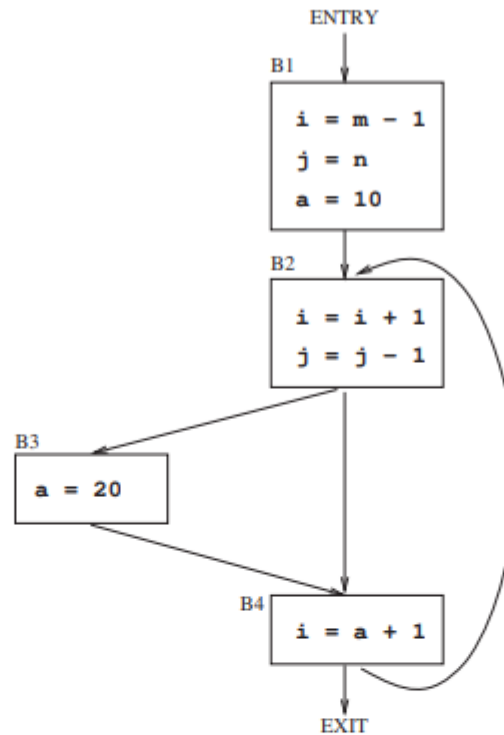 ENTRY
B1
i = m - 1
j = n
a = 10
B2
i = i + 1
j = j - 1
B3
a = 20
B4
i = a + 1
EXIT